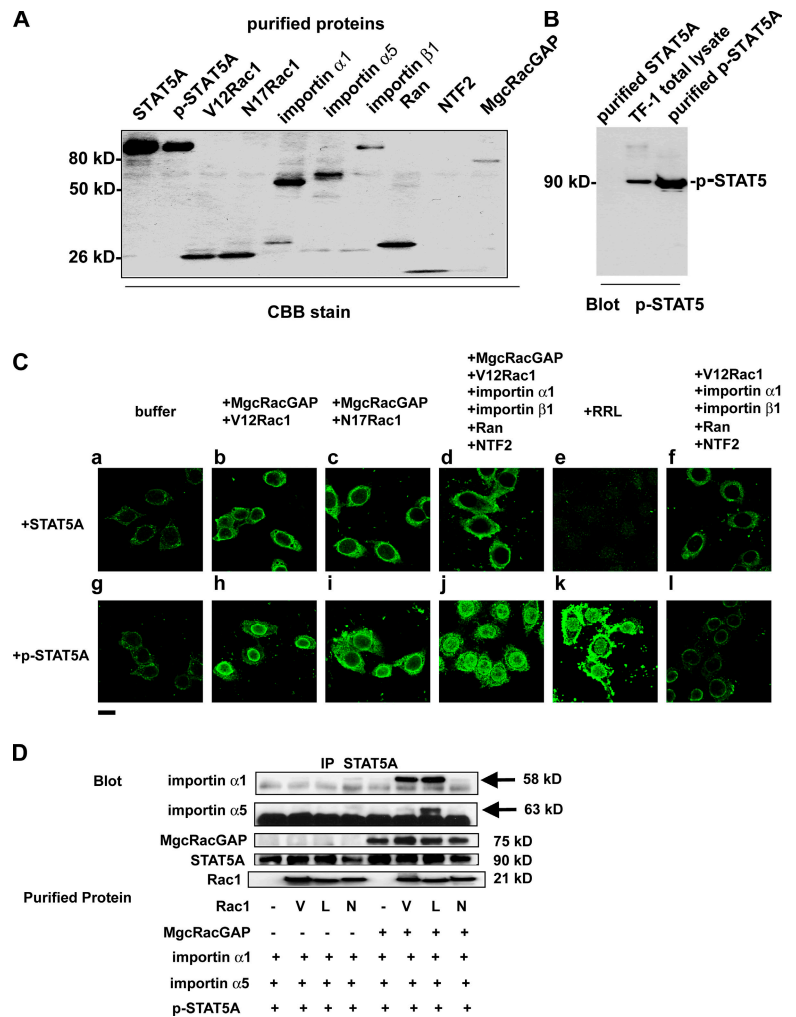 A
purified proteins
STAT5A
p-STAT5A
V12Rac1
N17Rac1
importin α1
importin α5
importin β1
Ran
NTF2
MgcRacGAP
80 kD
50 kD
26 kD
CBB stain
B
purified STAT5A
TF-1 total lysate
purified p-STAT5A
90 kD-
-p-STAT5
Blot p-STAT5
C
buffer
+MgcRacGAP
+V12Rac1
+MgcRacGAP
+N17Rac1
+MgcRacGAP
+V12Rac1
+importin α1
+importin β1
+Ran
+NTF2
+RRL
+V12Rac1
+importin α1
+importin β1
+Ran
+NTF2
a b c d e f
+STAT5A
g h i j k l
+p-STAT5A
D
IP STAT5A
Blot importin α1 58 kD
importin α5 63 kD
MgcRacGAP 75 kD
STAT5A 90 kD
Rac1 21 kD
Purified Protein
Rac1 - V L N - V L N
MgcRacGAP - - - - + + + +
importin α1 + + + + + + + +
importin α5 + + + + + + + +
p-STAT5A + + + + + + + +